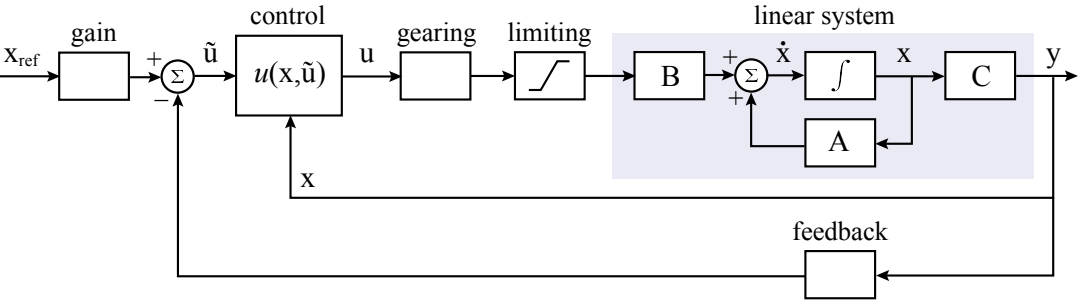 control
linear system
gain
gearing
limiting
x_ref
+
Σ
−
ũ
u(x,ũ)
u
B
+
Σ
+
ẋ
∫
x
C
y
A
x
feedback